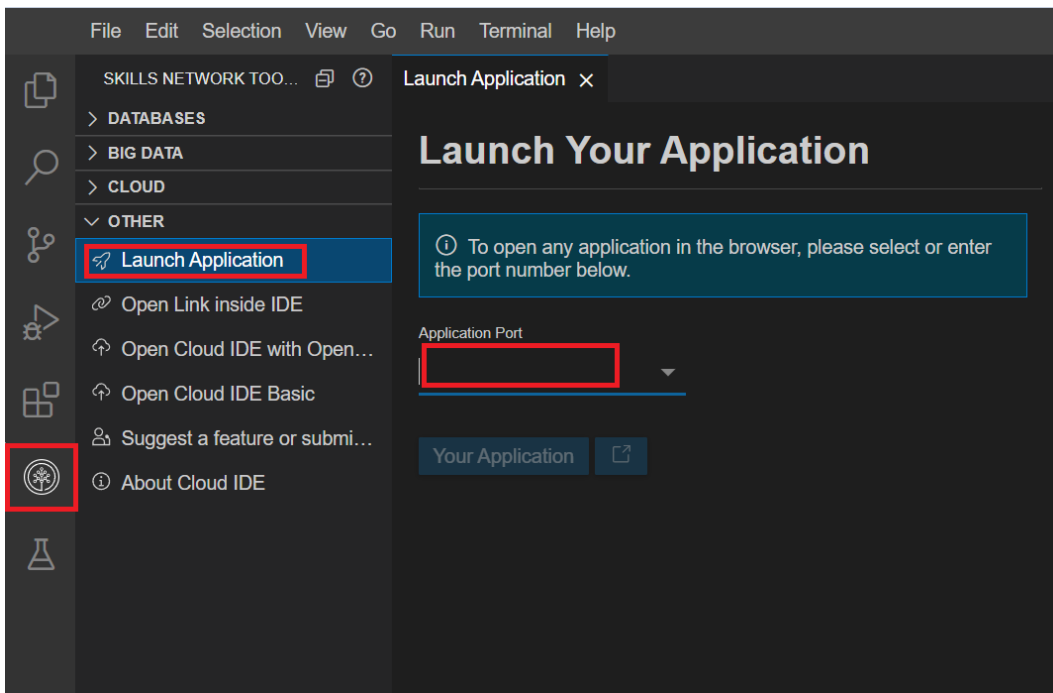 File Edit Selection View Go Run Terminal Help
SKILLS NETWORK TOO...
Launch Application
DATABASES
BIG DATA
CLOUD
OTHER
Launch Application
Open Link inside IDE
Open Cloud IDE with Open...
Open Cloud IDE Basic
Suggest a feature or submi...
About Cloud IDE
Launch Your Application
To open any application in the browser, please select or enter
the port number below.
Application Port
Your Application